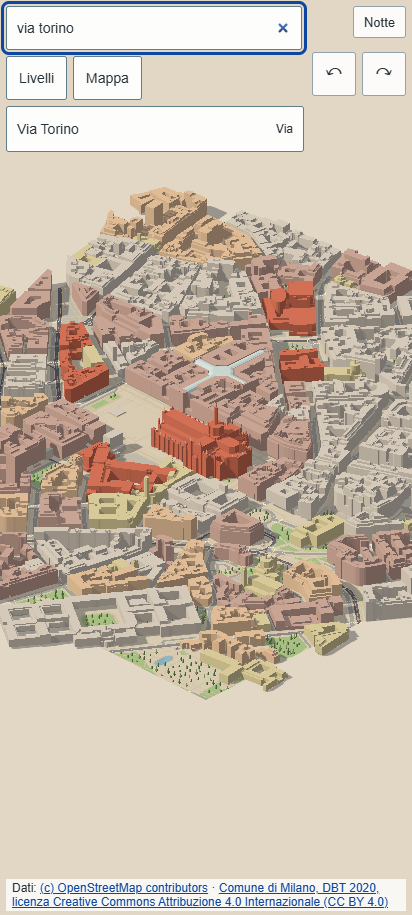 via torino ×
Notte
Livelli Mappa
Via Torino Via
Dati: (c) OpenStreetMap contributors · Comune di Milano, DBT 2020,
licenza Creative Commons Attribuzione 4.0 Internazionale (CC BY 4.0)